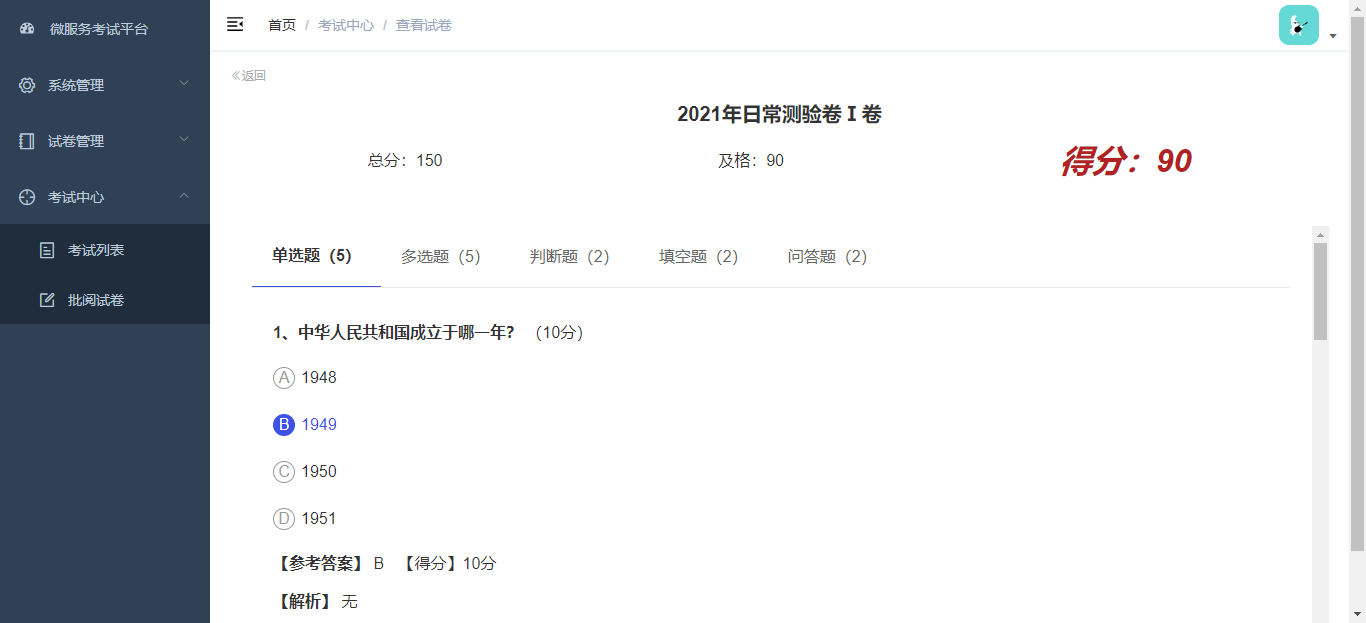 微服务考试平台
系统管理
试卷管理
考试中心
考试列表
批阅试卷
首页 / 考试中心 / 查看试卷
«返回
2021年日常测验卷 I 卷
总分：150 及格：90 得分：90
单选题（5） 多选题（5） 判断题（2） 填空题（2） 问答题（2）
1、中华人民共和国成立于哪一年? （10分）
A 1948
B 1949
C 1950
D 1951
【参考答案】 B 【得分】10分
【解析】 无